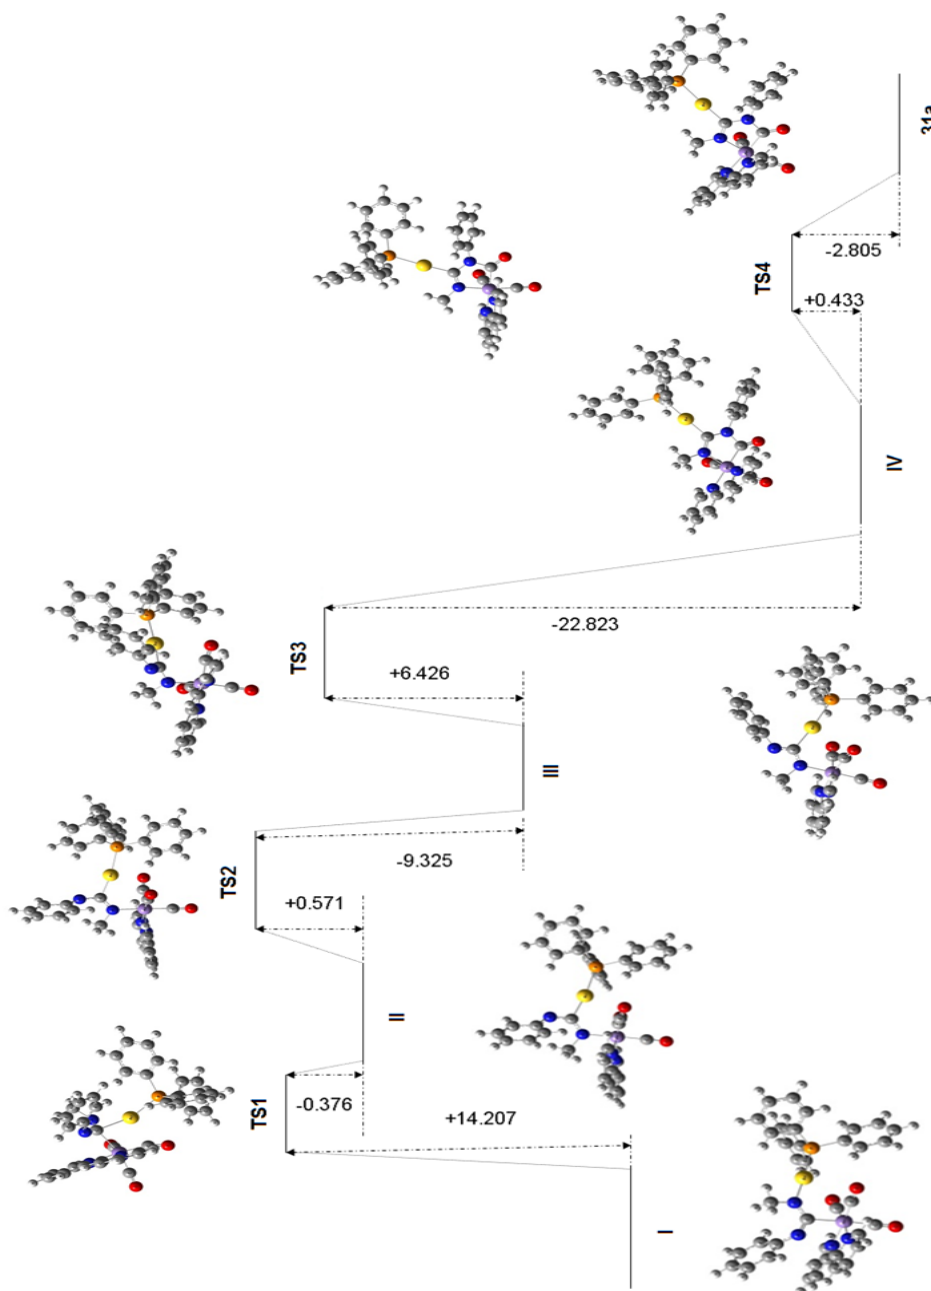 31a
TS4
-2.805
+0.433
IV
TS3
-22.823
+6.426
III
TS2
-9.325
+0.571
II
TS1
-0.376
+14.207
I